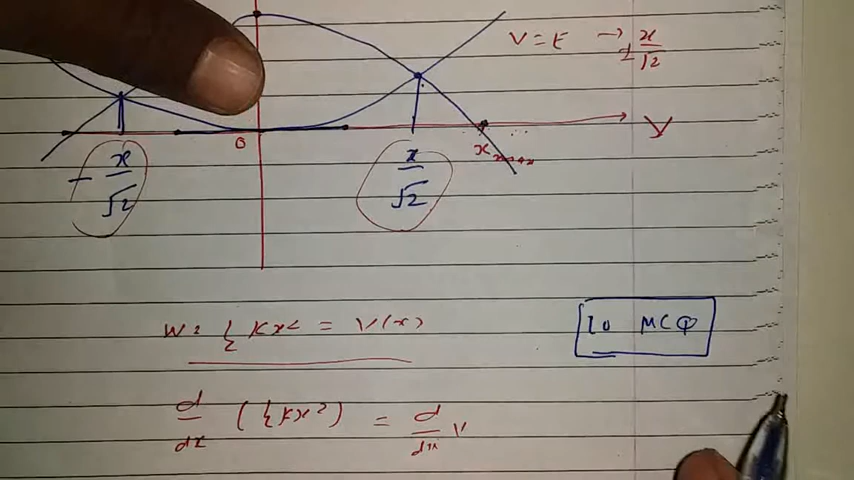 V = E → ± x/√2
0
y
x
- x/√2
x/√2
W = ½ kx² = V(x)
10 MCQ
d/dx (½kx²) = d/dx V